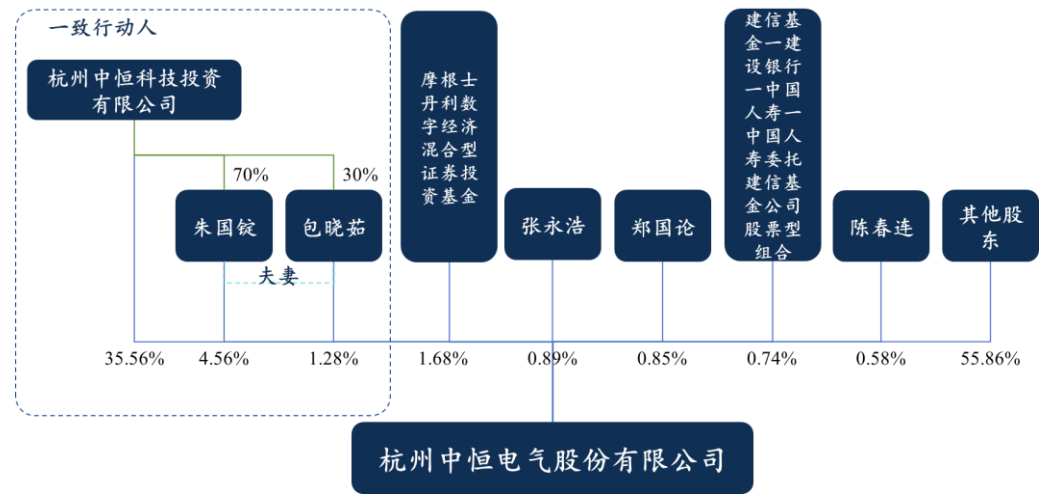 一致行动人
杭州中恒科技投资
有限公司
70%
30%
朱国锭
包晓茹
夫妻
摩根士
丹利数
字经济
混合型
证券投
资基金
张永浩
郑国论
建信基
金一建
设银行
一中国
人寿一
中国人
寿委托
建信基
金公司
股票型
组合
陈春连
其他股
东
35.56%
4.56%
1.28%
1.68%
0.89%
0.85%
0.74%
0.58%
55.86%
杭州中恒电气股份有限公司